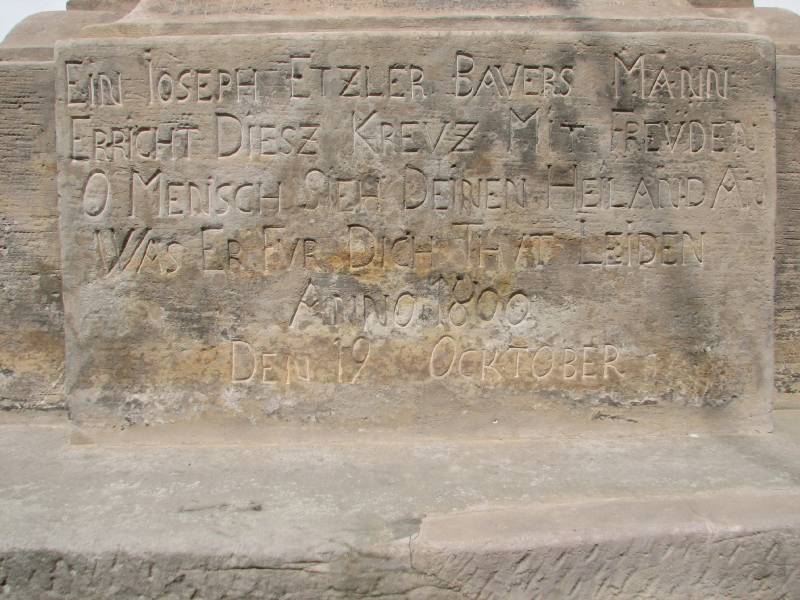 EIN IOSEPH ETZLER BAVERS MANN
ERRICHT DIESZ KREVZ MIT FREVDEN
O MENSCH SIEH DEINEN HEILAND AN
WAS ER FVR DICH THAT LEIDEN
ANNO 1800
DEN 19 OCKTOBER